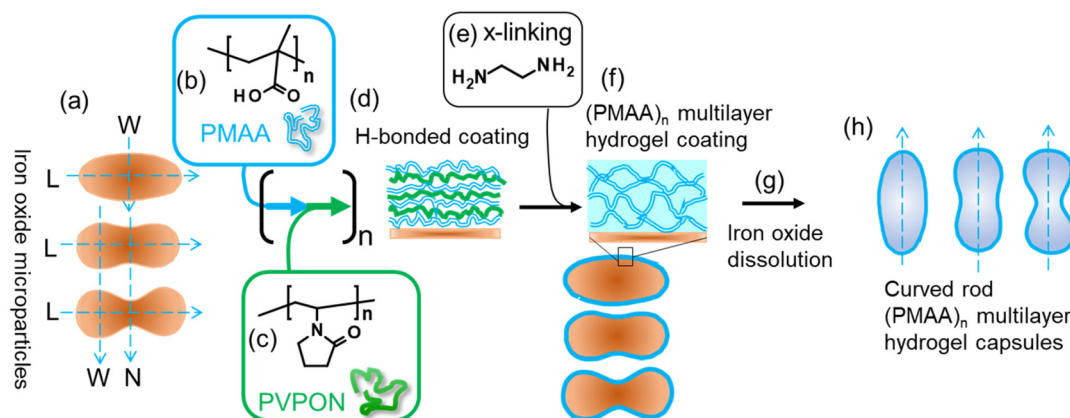 (a)
Iron oxide microparticles
W
L
L
L
W N
(b)
n
HO
O
PMAA
[ ]n
(c)
n
N
O
PVPON
(d)
H-bonded coating
(e) x-linking
H₂N
NH₂
(f)
(PMAA)n multilayer
hydrogel coating
(g)
Iron oxide
dissolution
(h)
Curved rod
(PMAA)n multilayer
hydrogel capsules